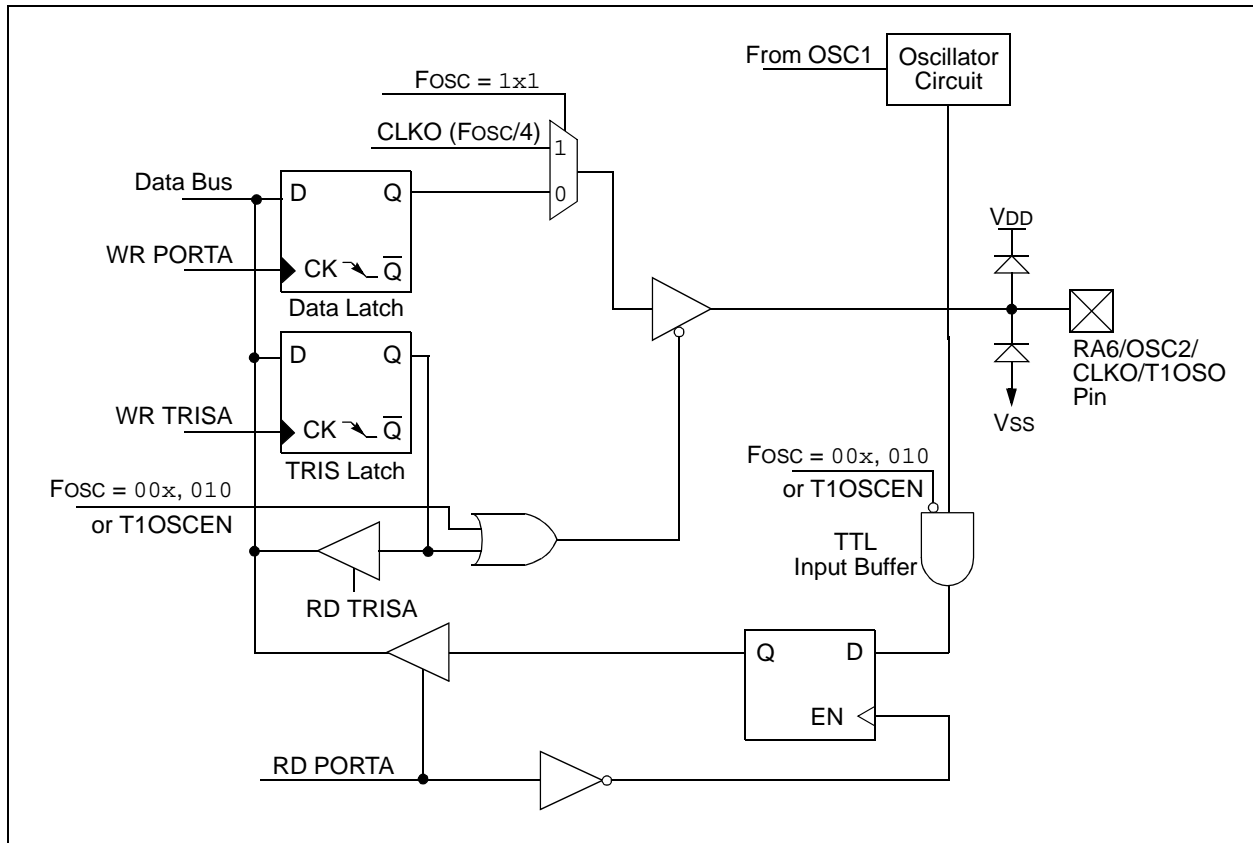 From OSC1
Oscillator
Circuit
FOSC = 1x1
CLKO (FOSC/4)
1
0
Data Bus
D
Q
WR PORTA
CK
Q
Data Latch
VDD
VSS
RA6/OSC2/
CLKO/T1OSO
Pin
D
Q
WR TRISA
CK
Q
TRIS Latch
FOSC = 00x, 010
or T1OSCEN
FOSC = 00x, 010
or T1OSCEN
TTL
Input Buffer
RD TRISA
Q
D
EN
RD PORTA